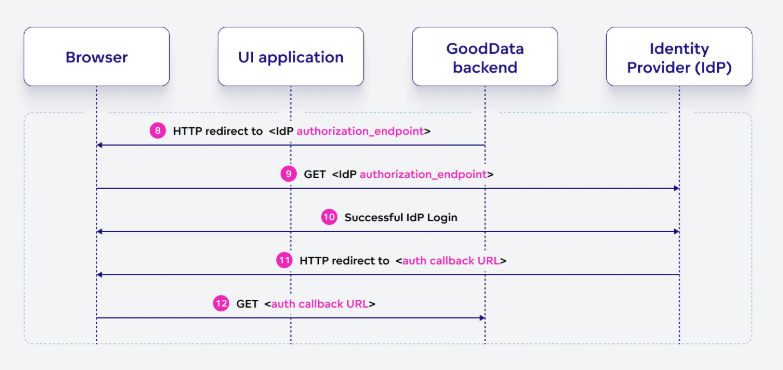 Browser
UI application
GoodData
backend
Identity
Provider (IdP)
8 HTTP redirect to <IdP authorization_endpoint>
9 GET <IdP authorization_endpoint>
10 Successful IdP Login
11 HTTP redirect to <auth callback URL>
12 GET <auth callback URL>